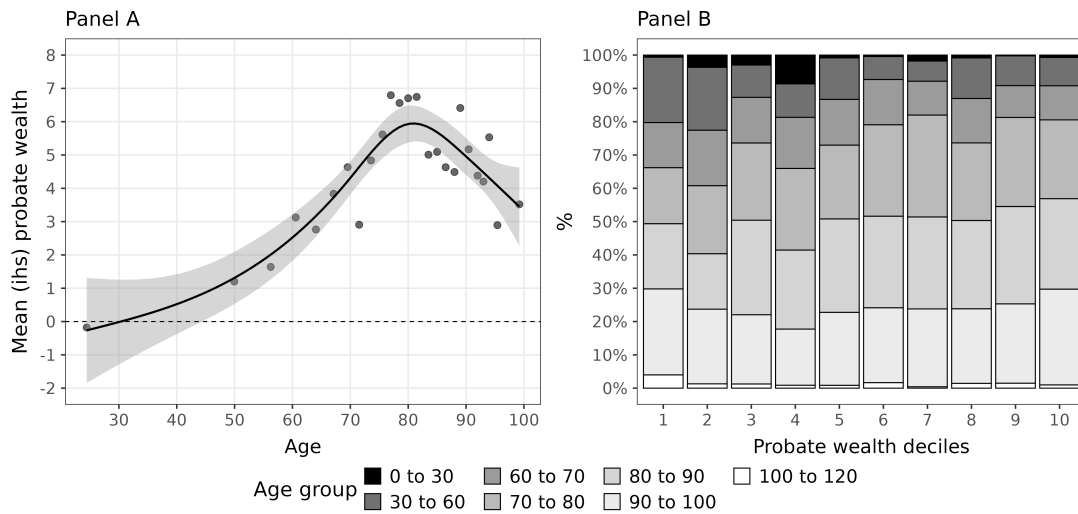 Panel A
Panel B
Mean (ihs) probate wealth
8
7
6
5
4
3
2
1
0
-1
-2
30 40 50 60 70 80 90 100
Age
%
100%
90%
80%
70%
60%
50%
40%
30%
20%
10%
0%
1 2 3 4 5 6 7 8 9 10
Probate wealth deciles
Age group
0 to 30 60 to 70 80 to 90 100 to 120
30 to 60 70 to 80 90 to 100